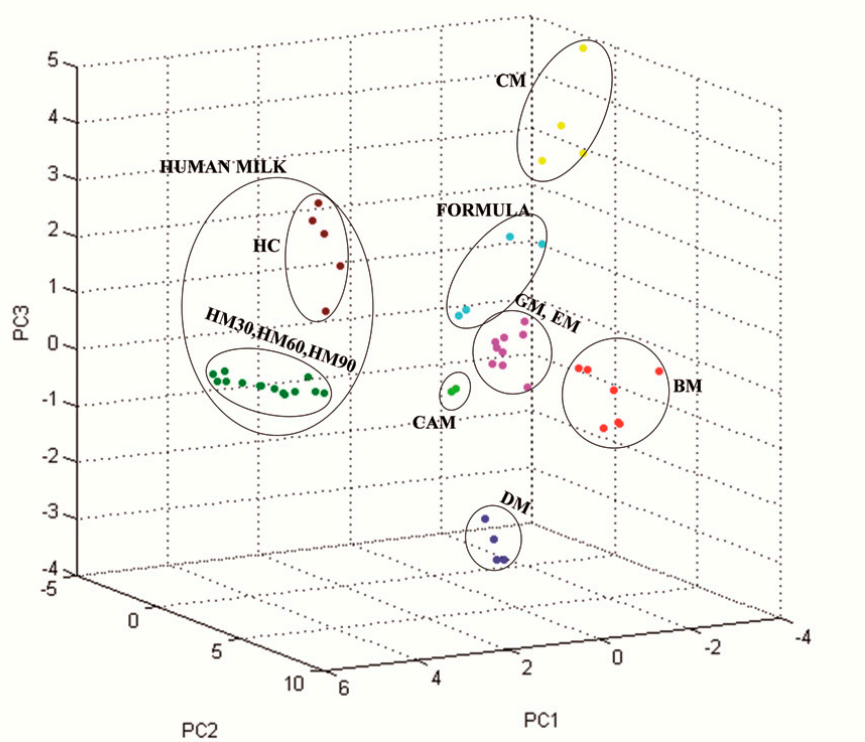 5
4
3
2
1
0
-1
-2
-3
-4
PC3
CM
HUMAN MILK
FORMULA
HC
GM, EM
HM30,HM60,HM90
BM
CAM
DM
-5
0
5
10
PC2
6
4
2
0
-2
-4
PC1